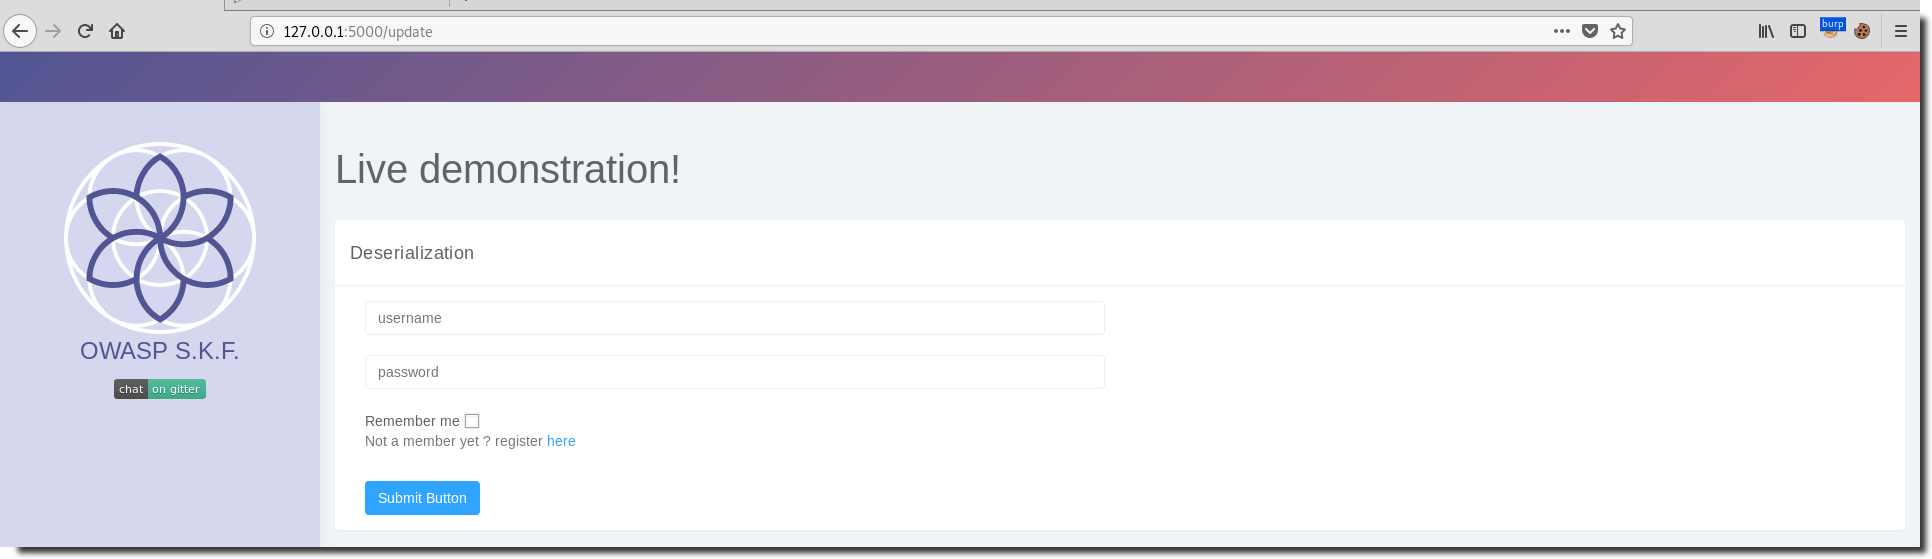 127.0.0.1:5000/update
burp
Live demonstration!
Deserialization
username
password
Remember me
Not a member yet ? register here
Submit Button
OWASP S.K.F.
chat on gitter